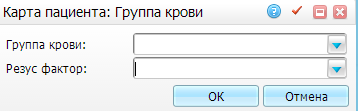 Карта пациента: Группа крови
Группа крови:
Резус фактор:
ОК Отмена